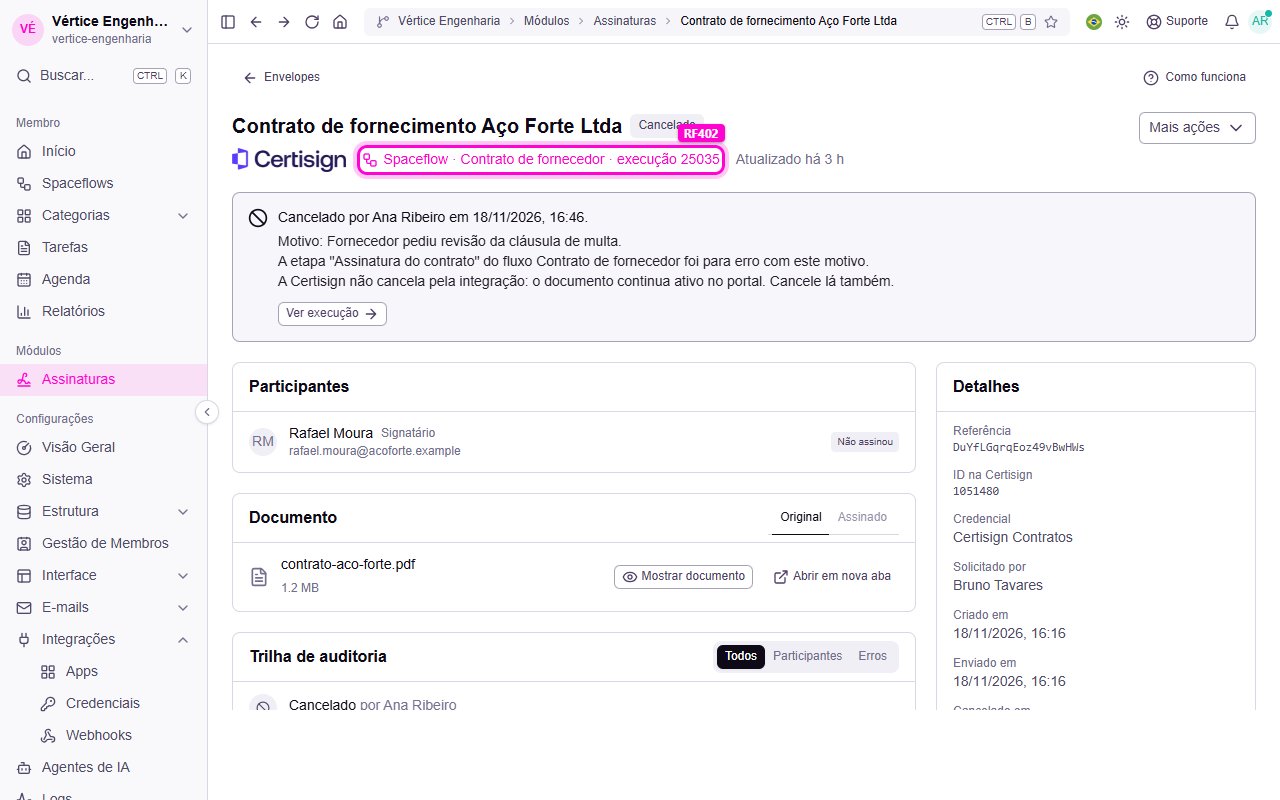 VÉ
Vértice Engenh...
vertice-engenharia
Buscar...
CTRL
K
Membro
Início
Spaceflows
Categorias
Tarefas
Agenda
Relatórios
Módulos
Assinaturas
Configurações
Visão Geral
Sistema
Estrutura
Gestão de Membros
Interface
E-mails
Integrações
Apps
Credenciais
Webhooks
Agentes de IA
Logs
Vértice Engenharia
Módulos
Assinaturas
Contrato de fornecimento Aço Forte Ltda
CTRL
B
Suporte
AR
Envelopes
Como funciona
Contrato de fornecimento Aço Forte Ltda
Cancelado
RF402
Mais ações
Certisign
Spaceflow · Contrato de fornecedor · execução 25035
Atualizado há 3 h
Cancelado por Ana Ribeiro em 18/11/2026, 16:46.
Motivo: Fornecedor pediu revisão da cláusula de multa.
A etapa "Assinatura do contrato" do fluxo Contrato de fornecedor foi para erro com este motivo.
A Certisign não cancela pela integração: o documento continua ativo no portal. Cancele lá também.
Ver execução
Participantes
RM
Rafael Moura Signatário
rafael.moura@acoforte.example
Não assinou
Documento
Original
Assinado
contrato-aco-forte.pdf
1.2 MB
Mostrar documento
Abrir em nova aba
Trilha de auditoria
Todos
Participantes
Erros
Cancelado por Ana Ribeiro
Detalhes
Referência
DuYfLGqrqEoz49vBwHWs
ID na Certisign
1051480
Credencial
Certisign Contratos
Solicitado por
Bruno Tavares
Criado em
18/11/2026, 16:16
Enviado em
18/11/2026, 16:16
Cancelado em